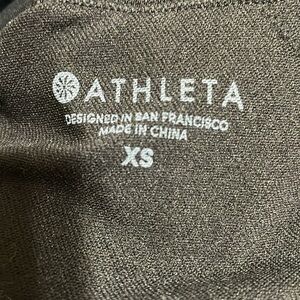 ATHLETA
DESIGNED IN SAN FRANCISCO
MADE IN CHINA
XS